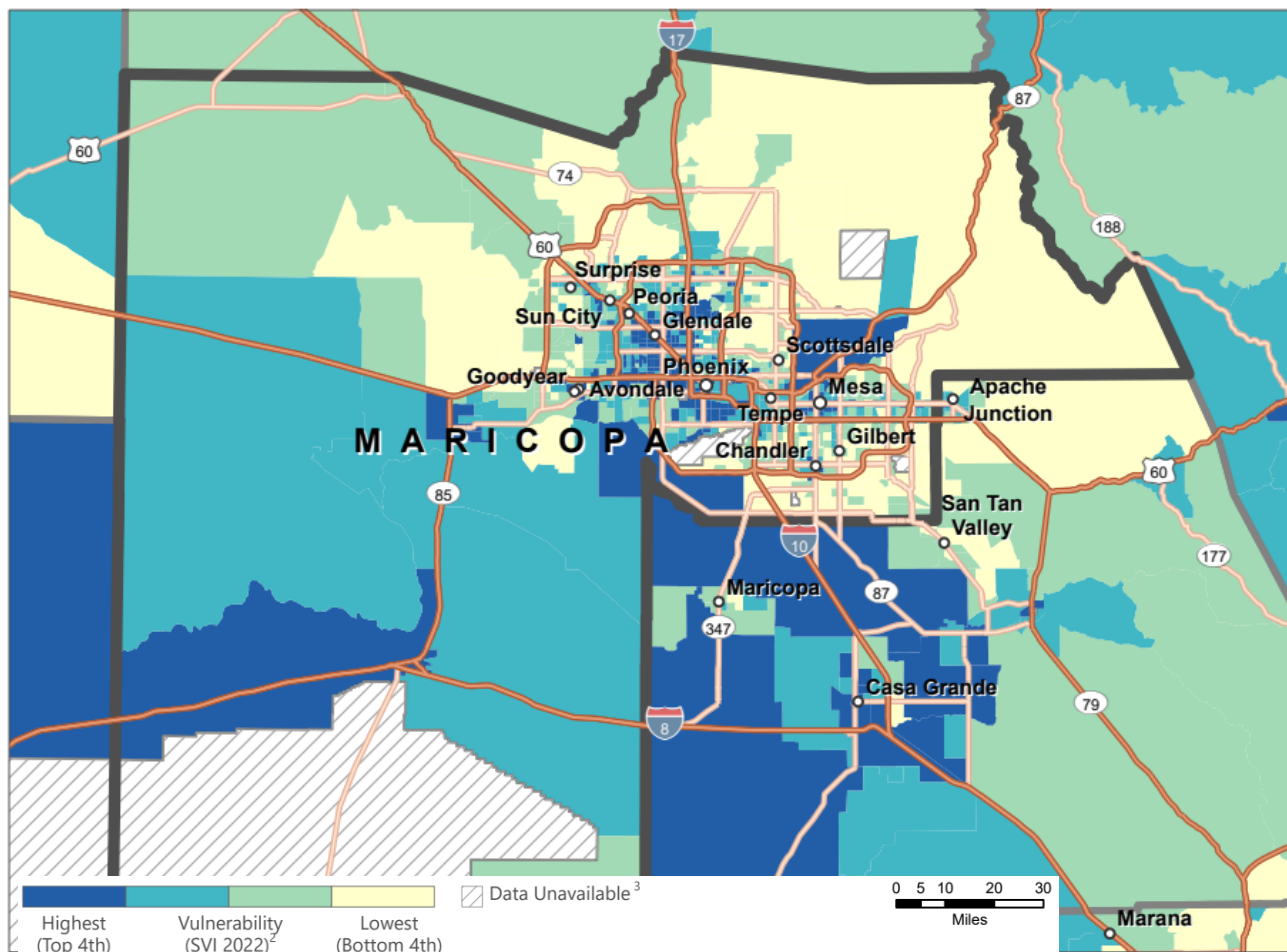 17
87
60
74
188
60
Surprise
Peoria
Sun City
Glendale
Scottsdale
Phoenix
Goodyear
Avondale
Mesa
Apache
Junction
Tempe
MARICOPA
Gilbert
Chandler
60
85
San Tan
Valley
10
177
Maricopa
87
347
Casa Grande
79
8
Data Unavailable 3
0 5 10 20 30
Miles
Highest
(Top 4th)
Vulnerability
(SVI 2022)2
Lowest
(Bottom 4th)
Marana